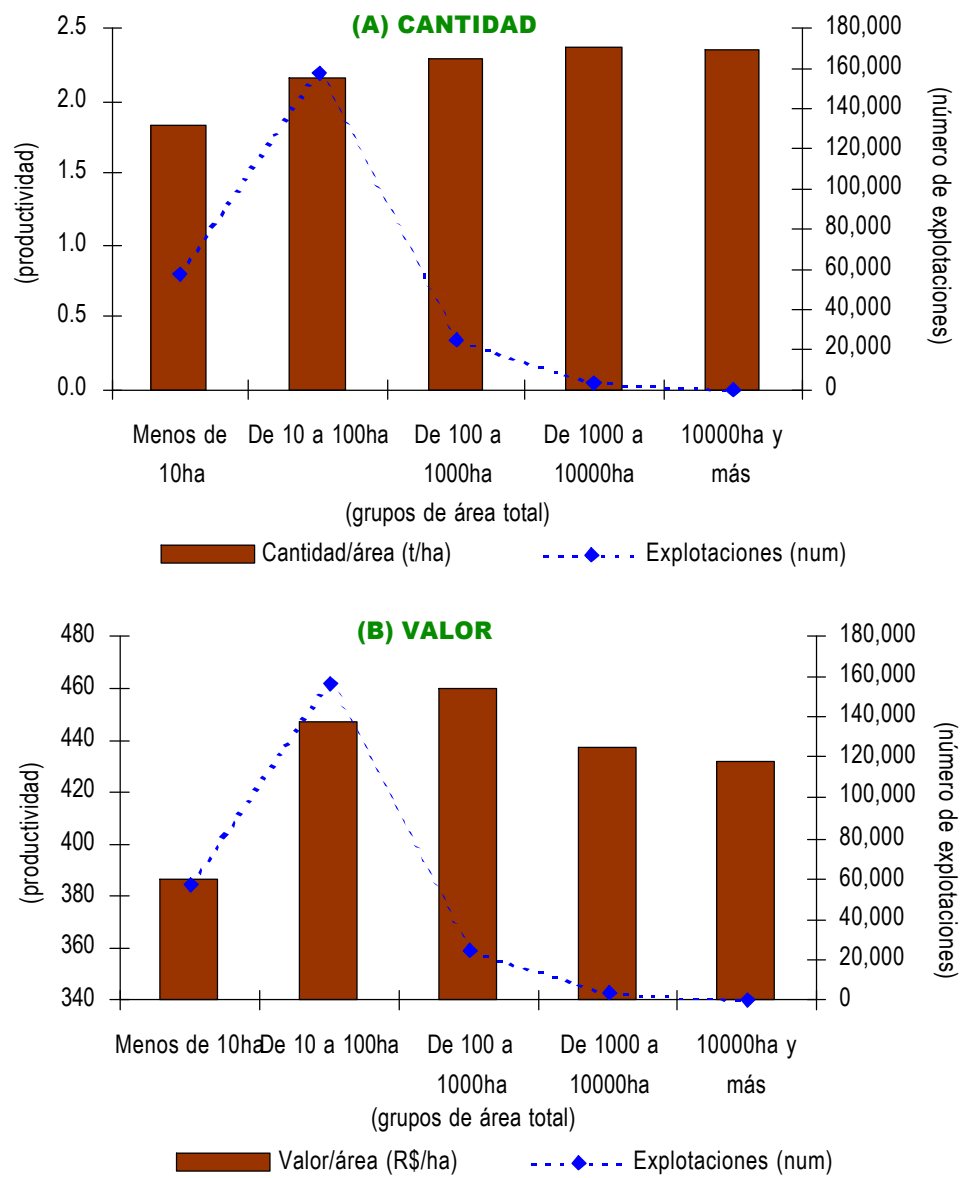 (A) CANTIDAD
2.5
2.0
1.5
1.0
0.5
0.0
(productividad)
180,000
160,000
140,000
120,000
100,000
80,000
60,000
40,000
20,000
0
(número de explotaciones)
Menos de
10ha
De 10 a 100ha
De 100 a
1000ha
De 1000 a
10000ha
10000ha y
más
(grupos de área total)
Cantidad/área (t/ha)
Explotaciones (num)
(B) VALOR
480
460
440
420
400
380
360
340
(productividad)
180,000
160,000
140,000
120,000
100,000
80,000
60,000
40,000
20,000
0
(número de explotaciones)
Menos de 10ha
De 10 a 100ha
De 100 a
1000ha
De 1000 a
10000ha
10000ha y
más
(grupos de área total)
Valor/área (R$/ha)
Explotaciones (num)